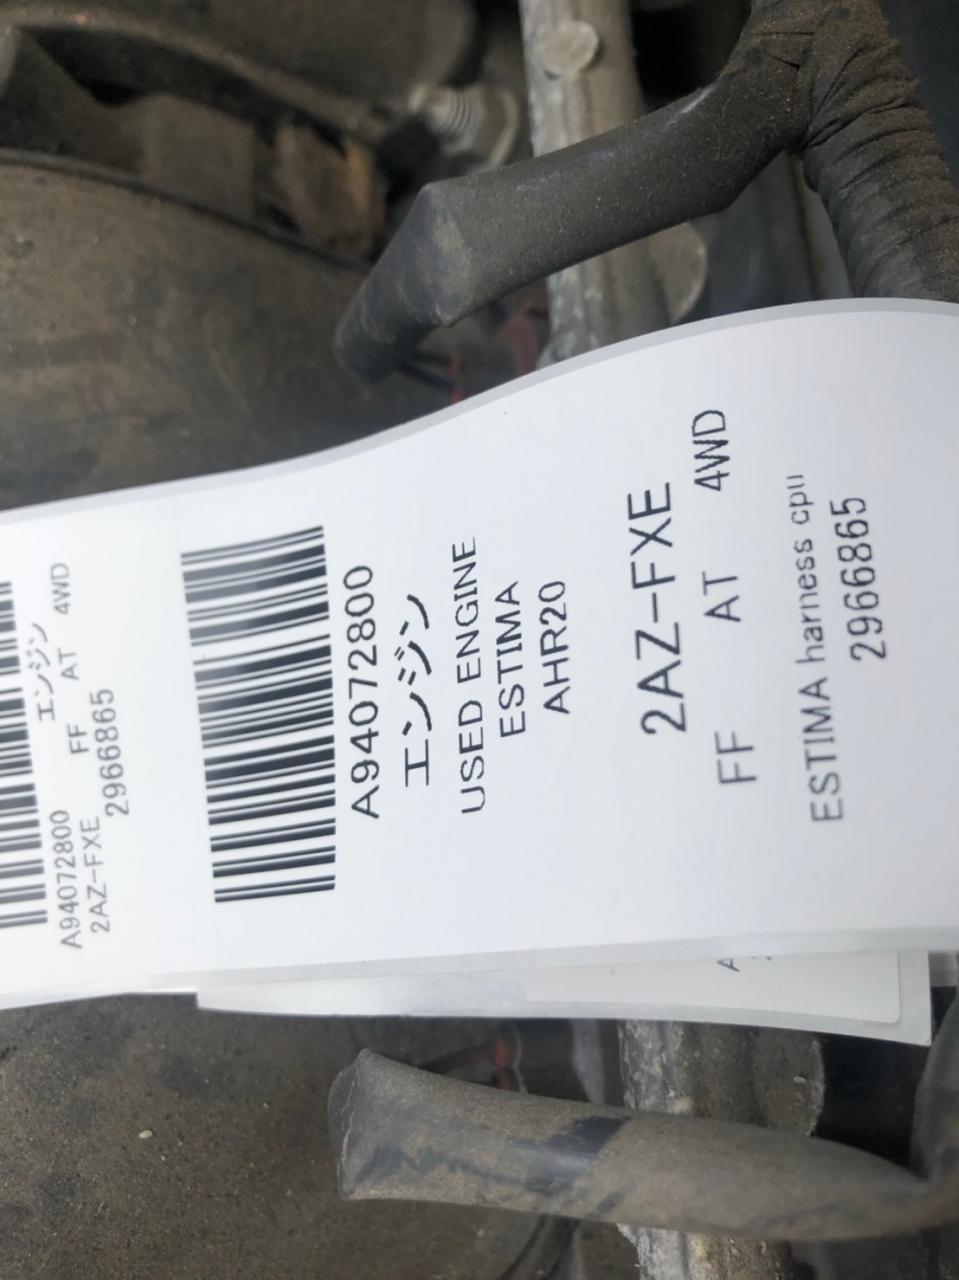 エンジン
A94072800
2AZ-FXE FF AT 4WD
2966865
A94072800
エンジン
USED ENGINE
ESTIMA
AHR20
2AZ-FXE
FF AT 4WD
ESTIMA harness cpu
2966865